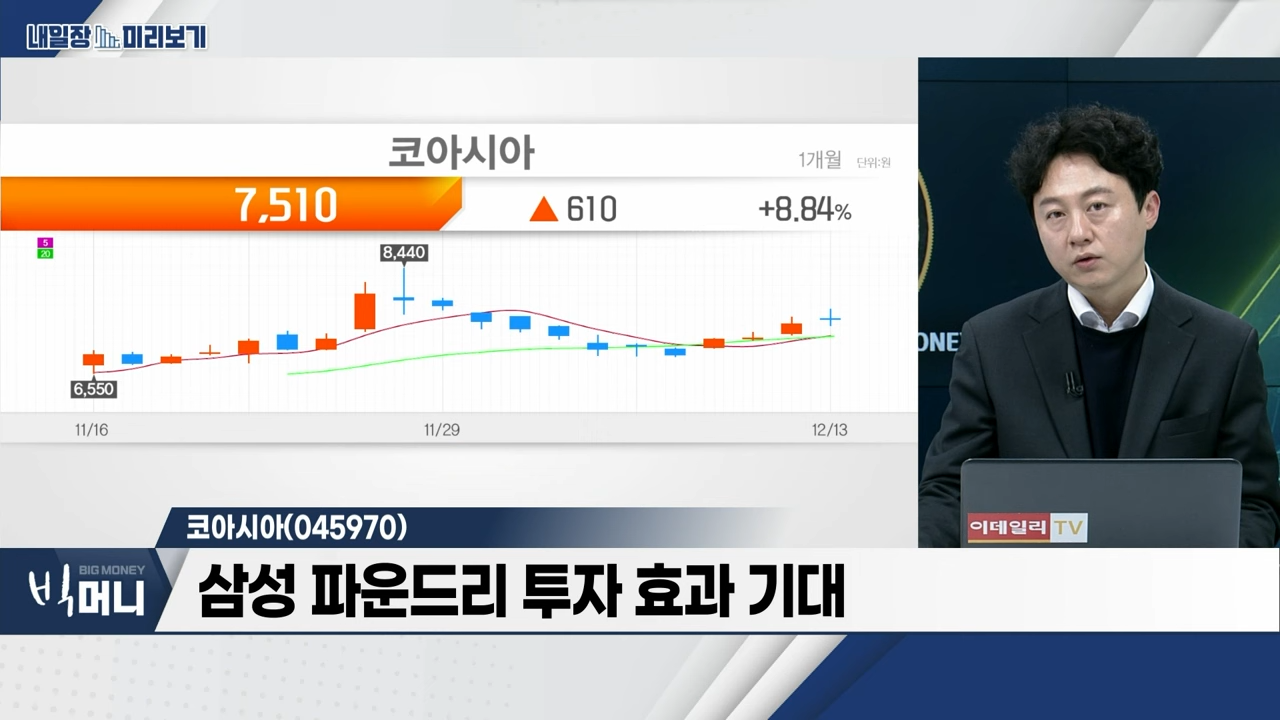 내일장 미리보기
코아시아
1개월 단위:원
7,510 ▲ 610 +8.84%
5
20
8,440
6,550
11/16 11/29 12/13
ONE
이데일리 TV
코아시아(045970)
BIG MONEY
빅머니
삼성 파운드리 투자 효과 기대